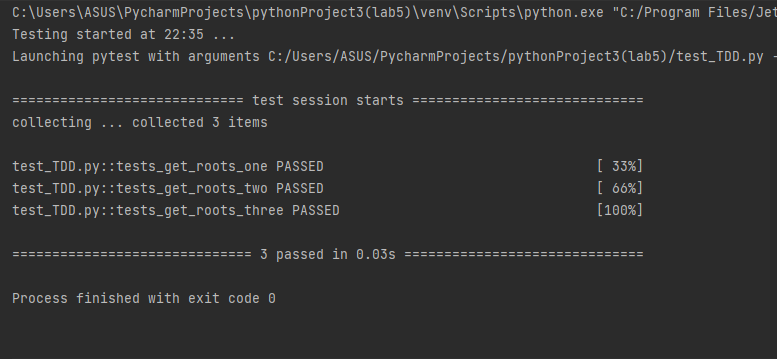 C:\Users\ASUS\PycharmProjects\pythonProject3(lab5)\venv\Scripts\python.exe "C:/Program Files/Jet
Testing started at 22:35 ...
Launching pytest with arguments C:/Users/ASUS/PycharmProjects/pythonProject3(lab5)/test_TDD.py -
============================= test session starts =============================
collecting ... collected 3 items
test_TDD.py::tests_get_roots_one PASSED                                  [ 33%]
test_TDD.py::tests_get_roots_two PASSED                                  [ 66%]
test_TDD.py::tests_get_roots_three PASSED                                [100%]
============================== 3 passed in 0.03s ==============================
Process finished with exit code 0